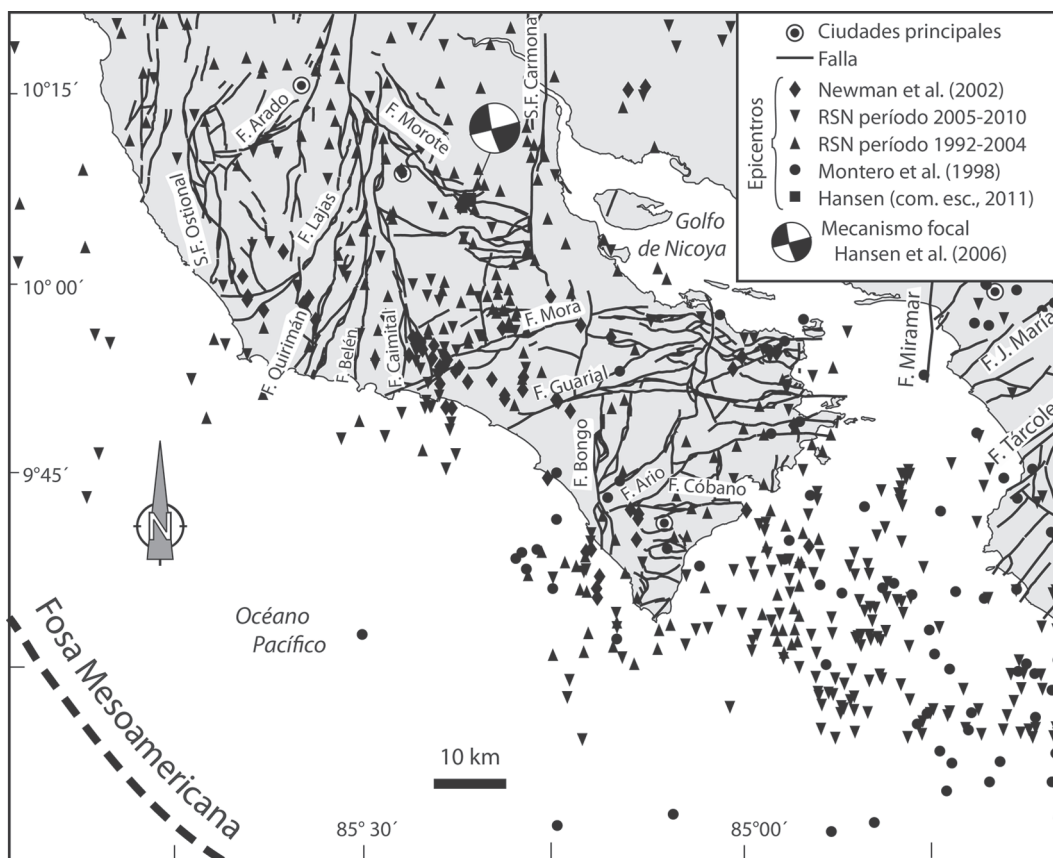 Ciudades principales
Falla
Epicentros
Newman et al. (2002)
RSN período 2005-2010
RSN período 1992-2004
Montero et al. (1998)
Hansen (com. esc., 2011)
Mecanismo focal
Hansen et al. (2006)
10°15´
10° 00´
9°45´
85° 30´
85° 00´
S.F. Carmona
F. Arado
F. Morote
S.F. Ostional
F. Lajas
Golfo
de Nicoya
F. Mora
F. Quirimán
F. Belén
F. Caimital
F. Guarial
F. Miramar
F. J. María
F. Tárcole
F. Bongo
F. Ario
F. Cóbano
N
Océano
Pacífico
Fosa Mesoamericana
10 km